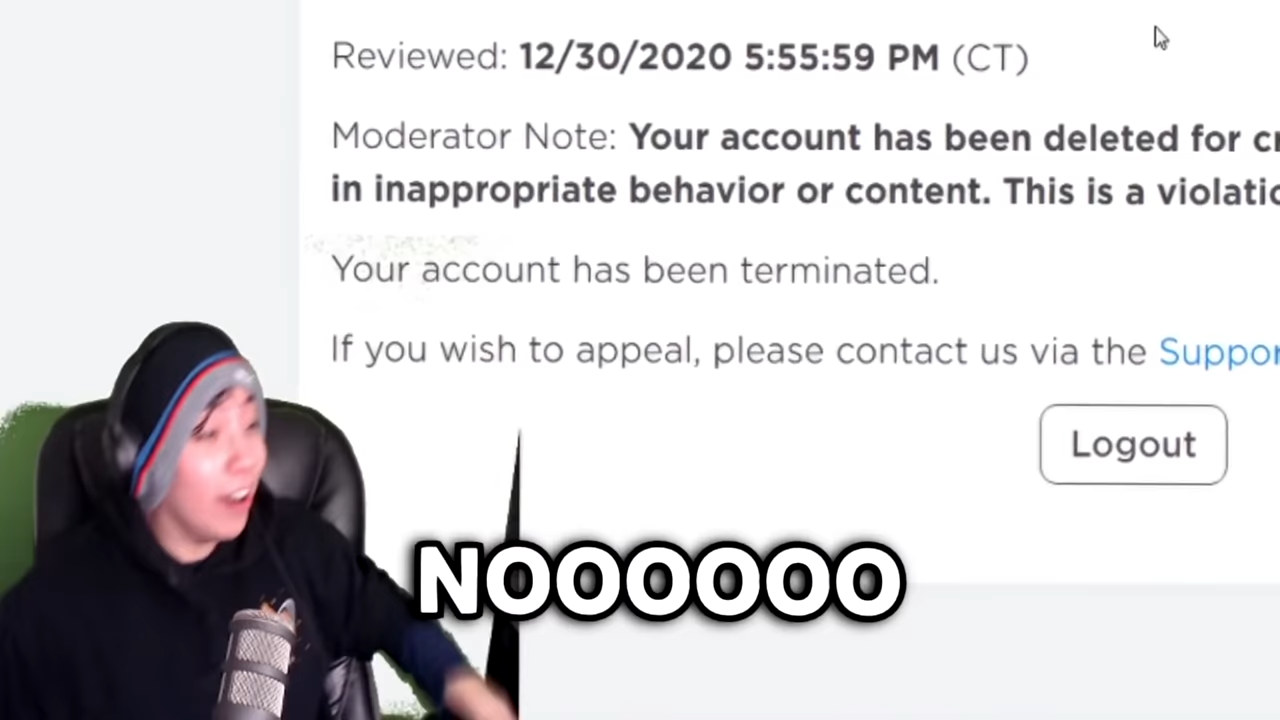 Reviewed: 12/30/2020 5:55:59 PM (CT)
Moderator Note: Your account has been deleted for
in inappropriate behavior or content. This is a
Your account has been terminated.
If you wish to appeal, please contact us via the
Logout
NOOOOOO